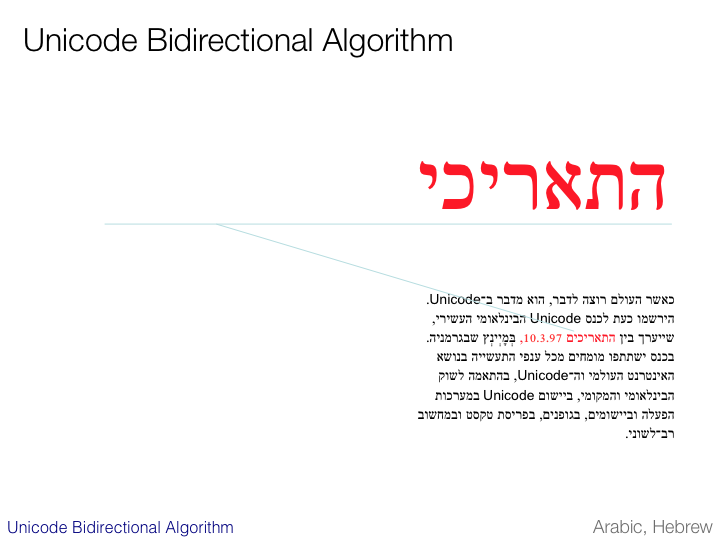 Unicode Bidirectional Algorithm
התאריכי
כאשר העולם רוצה לדבר, הוא מדבר ב־Unicode.
הירשמו כעת לכנס Unicode הבינלאומי העשירי,
שייערך בין התאריכים 10.3.97, בְּמָיְינְץ שבגרמניה.
בכנס ישתתפו מומחים מכל ענפי התעשייה בנושא
האינטרנט העולמי וה־Unicode, בהתאמה לשוק
הבינלאומי והמקומי, ביישום Unicode במערכות
הפעלה וביישומים, בגופנים, בפריסת טקסט ובמחשוב
רב־לשוני.
Unicode Bidirectional Algorithm
Arabic, Hebrew